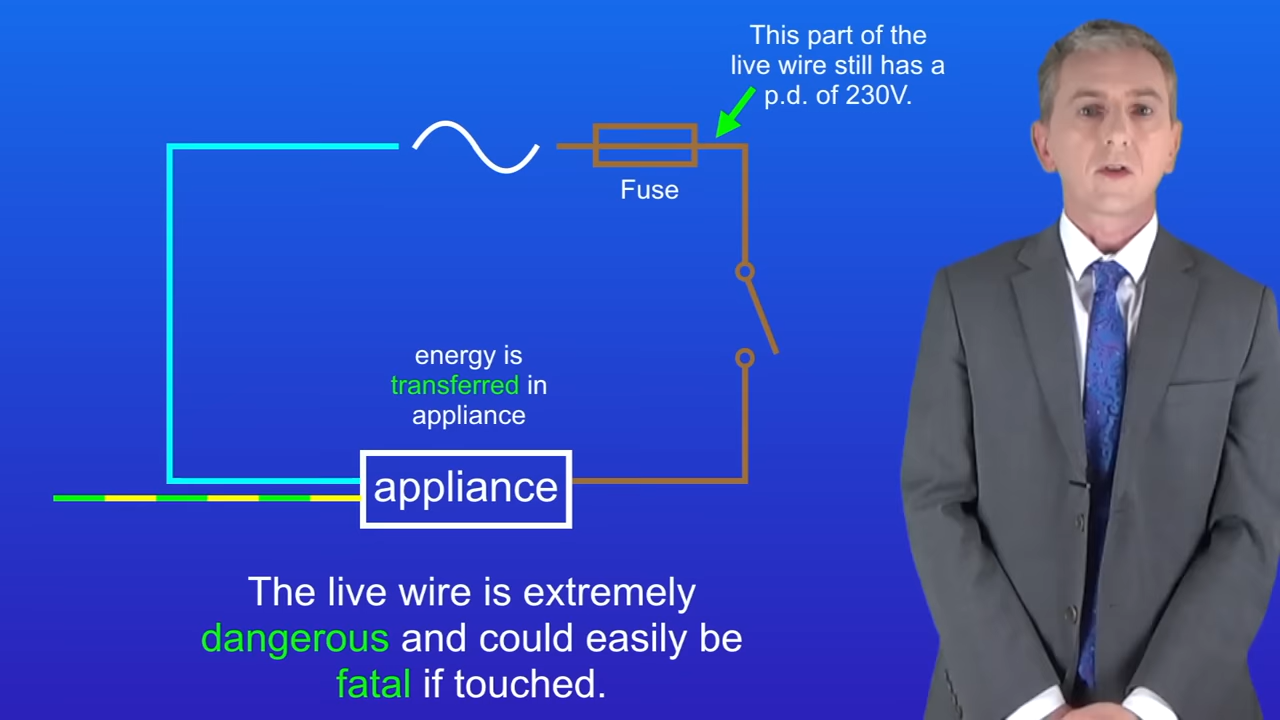 This part of the
live wire still has a
p.d. of 230V.
Fuse
energy is
transferred in
appliance
appliance
The live wire is extremely
dangerous and could easily be
fatal if touched.